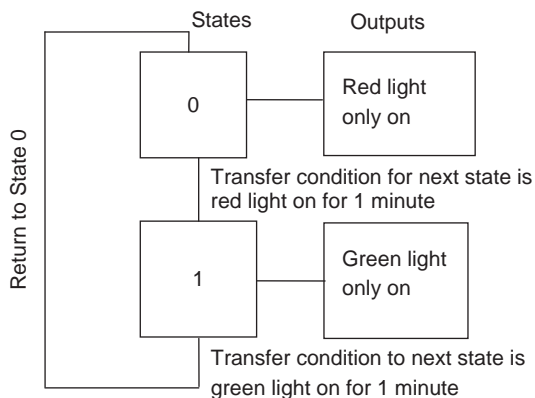 States
Outputs
Return to State 0
0
Red light
only on
Transfer condition for next state is
red light on for 1 minute
1
Green light
only on
Transfer condition to next state is
green light on for 1 minute